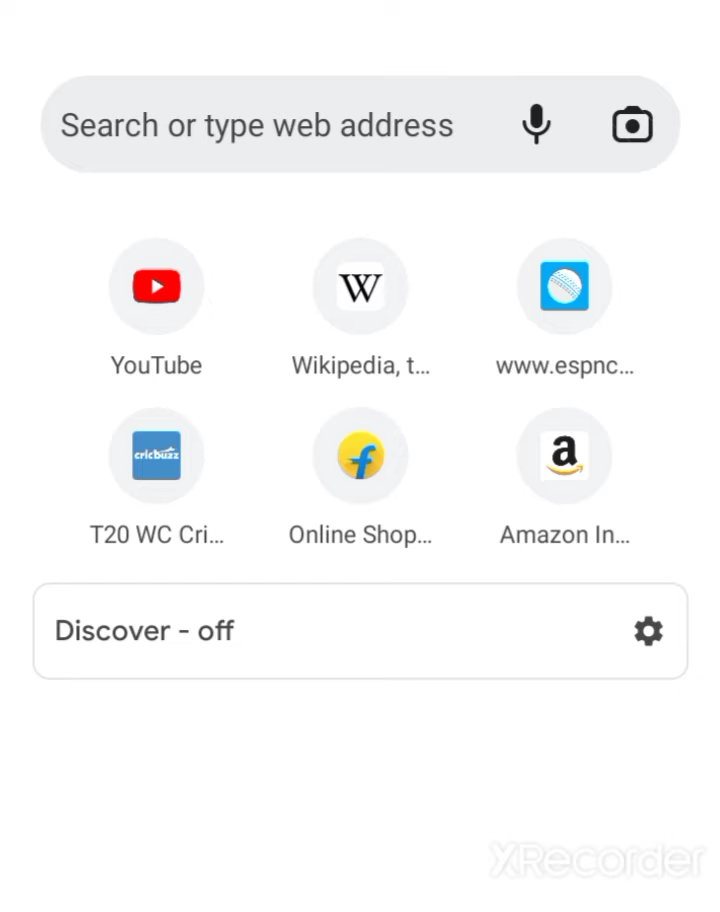 Search or type web address
W
YouTube
Wikipedia, t...
www.espnc...
cricbuzz
f
a
T20 WC Cri...
Online Shop...
Amazon In...
Discover - off
XRecorder